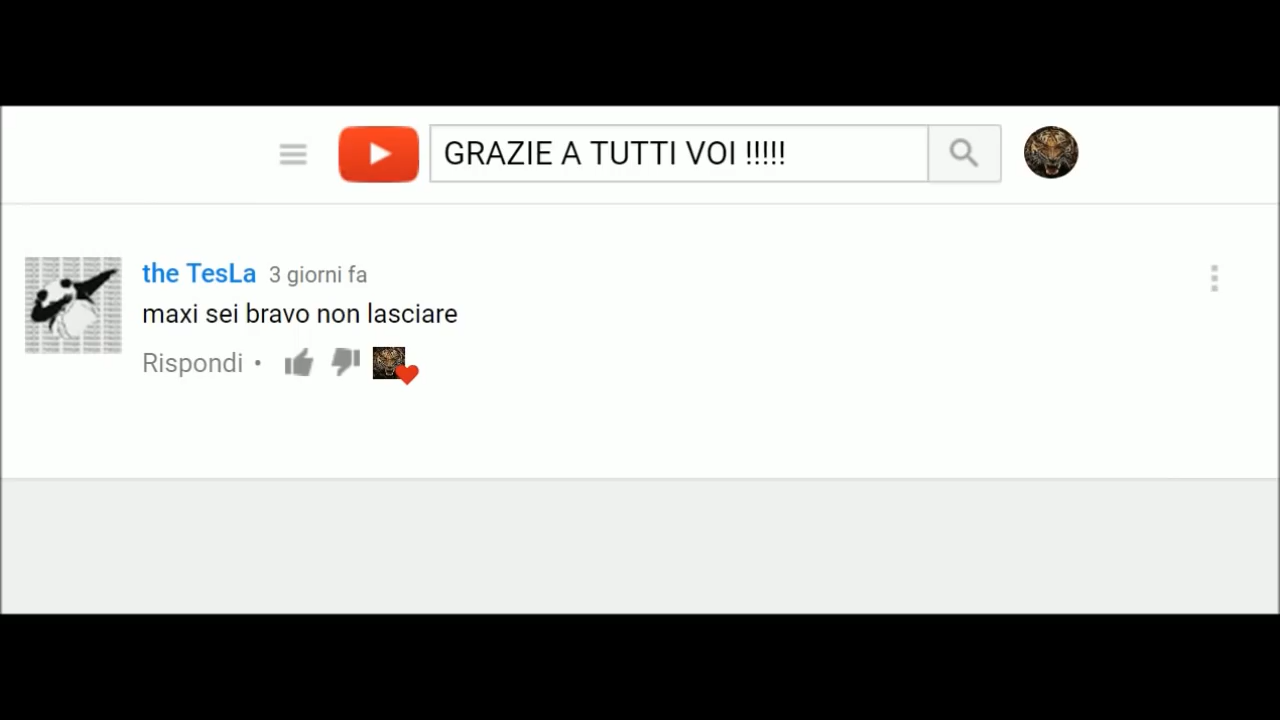 GRAZIE A TUTTI VOI !!!!!
the TesLa 3 giorni fa
maxi sei bravo non lasciare
Rispondi •